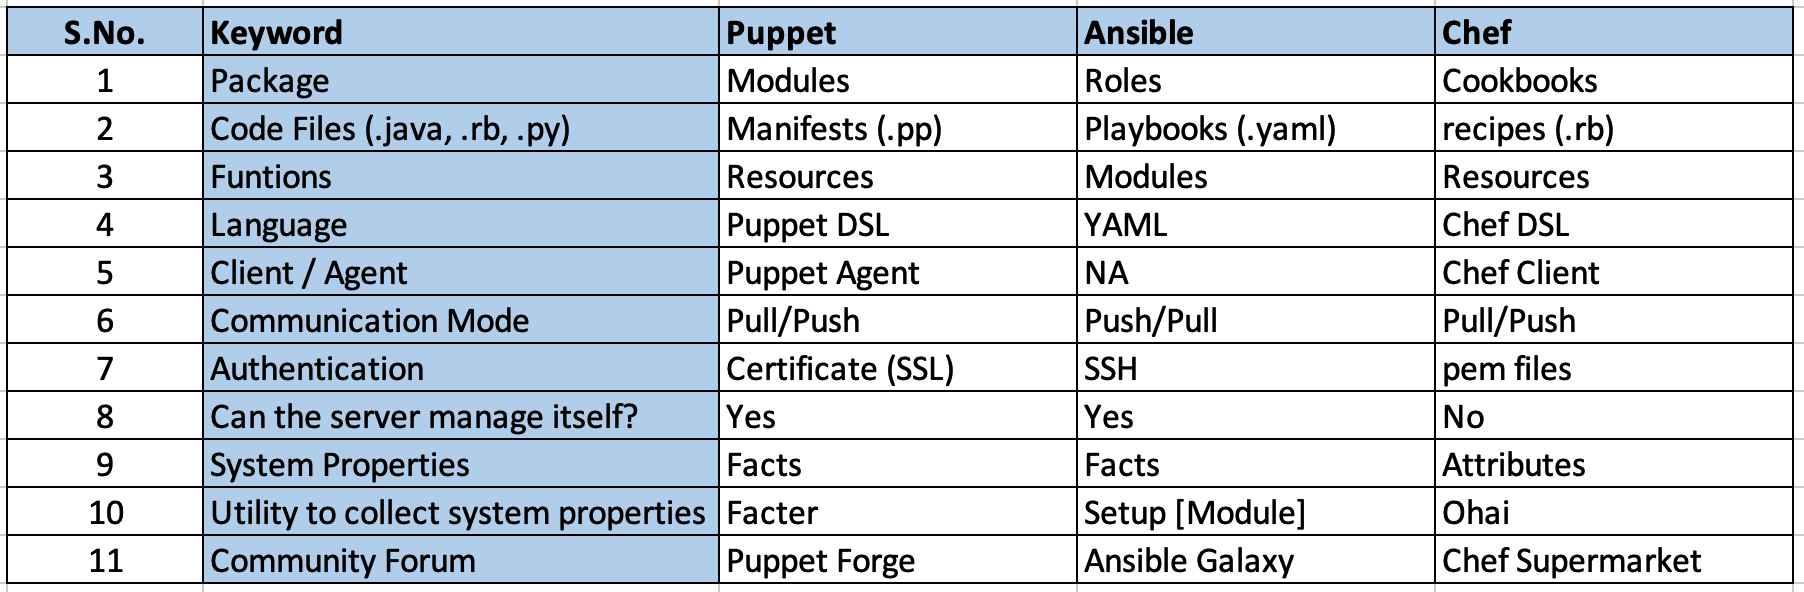 S.No. Keyword Puppet Ansible Chef
1 Package Modules Roles Cookbooks
2 Code Files (.java, .rb, .py) Manifests (.pp) Playbooks (.yaml) recipes (.rb)
3 Funtions Resources Modules Resources
4 Language Puppet DSL YAML Chef DSL
5 Client / Agent Puppet Agent NA Chef Client
6 Communication Mode Pull/Push Push/Pull Pull/Push
7 Authentication Certificate (SSL) SSH pem files
8 Can the server manage itself? Yes Yes No
9 System Properties Facts Facts Attributes
10 Utility to collect system properties Facter Setup [Module] Ohai
11 Community Forum Puppet Forge Ansible Galaxy Chef Supermarket